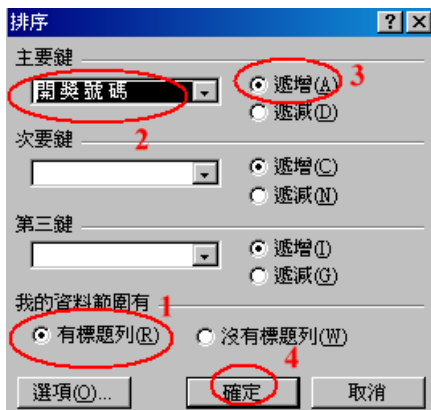 排序
主要鍵
開獎號碼 遞增(A) 3
2 遞減(D)
次要鍵
遞增(C)
遞減(N)
第三鍵
遞增(I)
遞減(G)
我的資料範圍有 1
有標題列(R) 沒有標題列(W)
4
選項(O)... 確定 取消